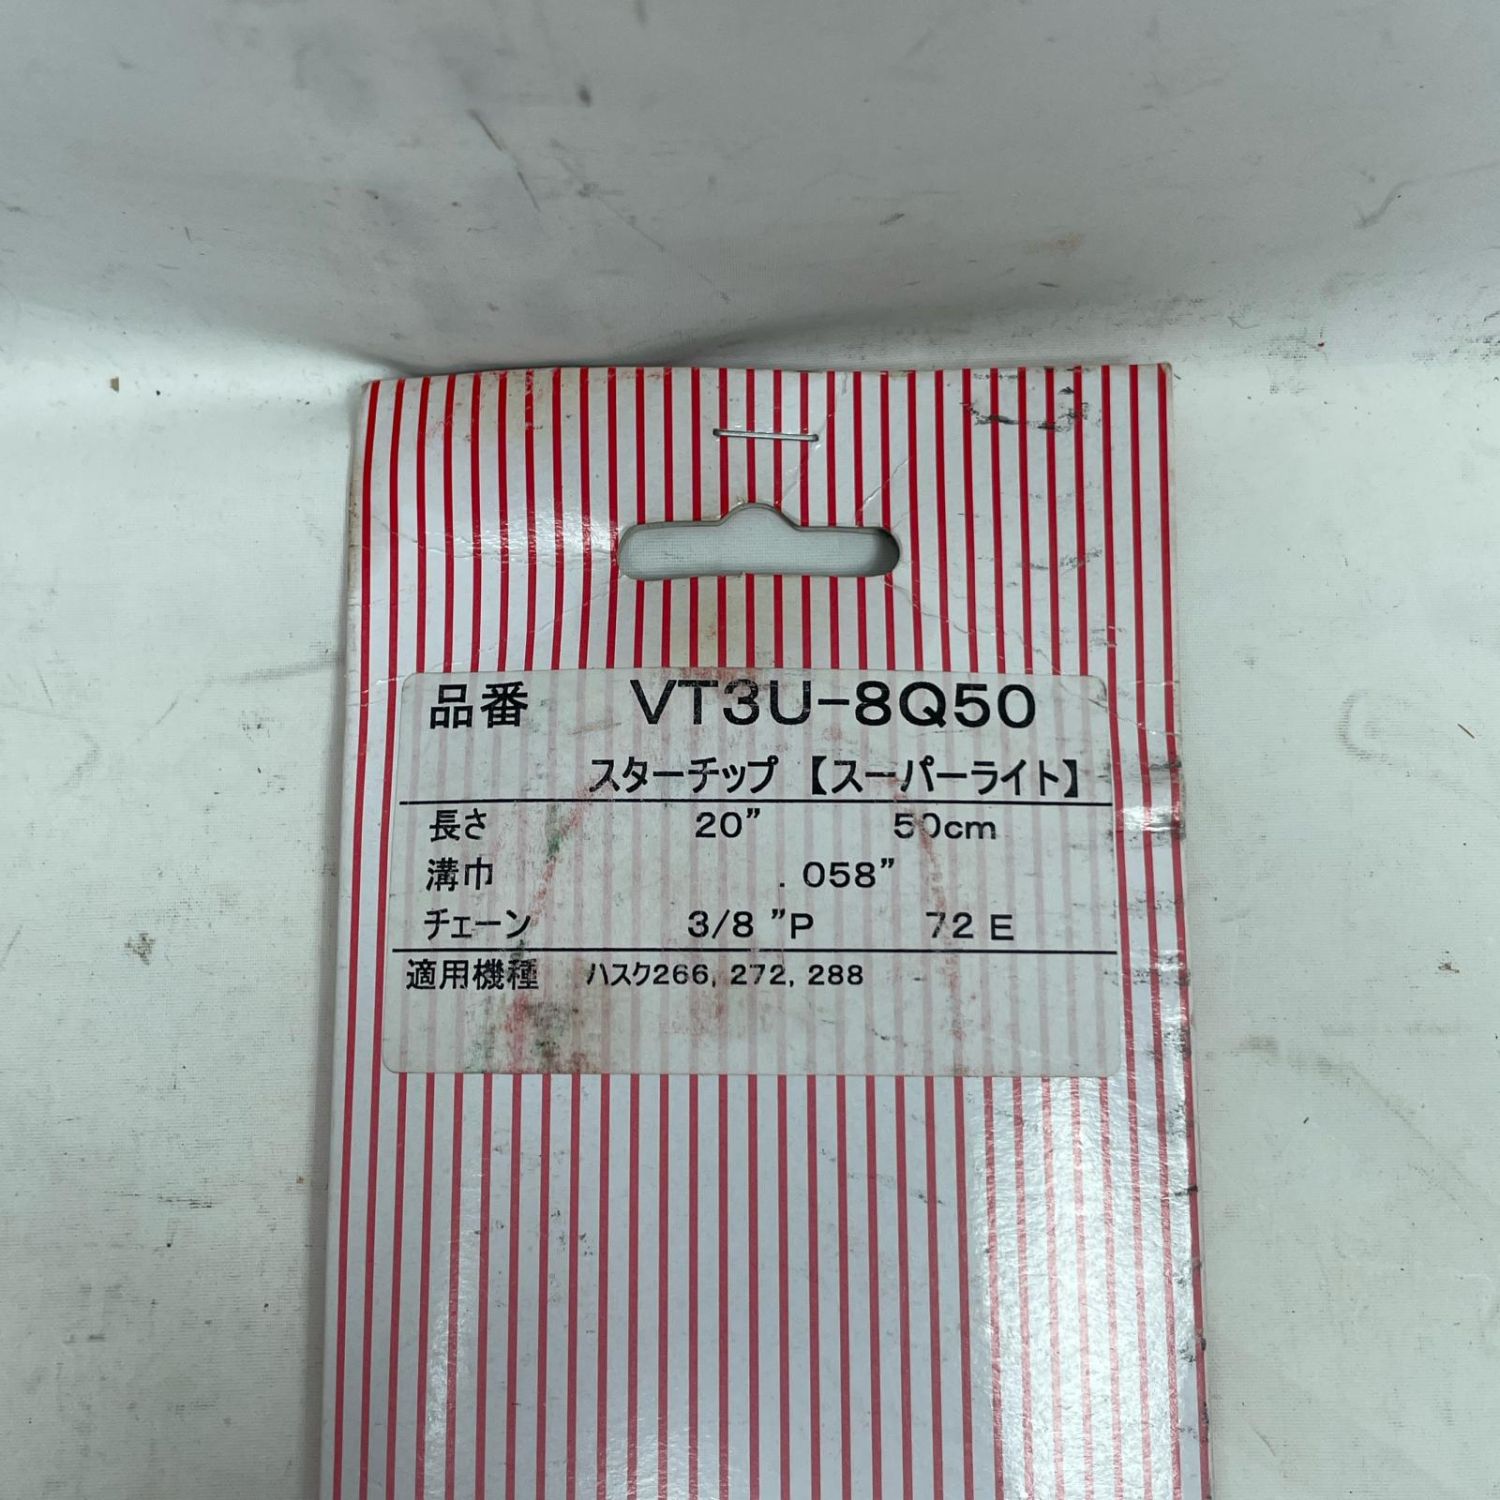 品番 VT3U-8Q50
スターチップ 【スーパーライト】
長さ 20” 50cm
溝巾 .058”
チェーン 3/8 ”P 72 E
適用機種 ハスク266, 272, 288